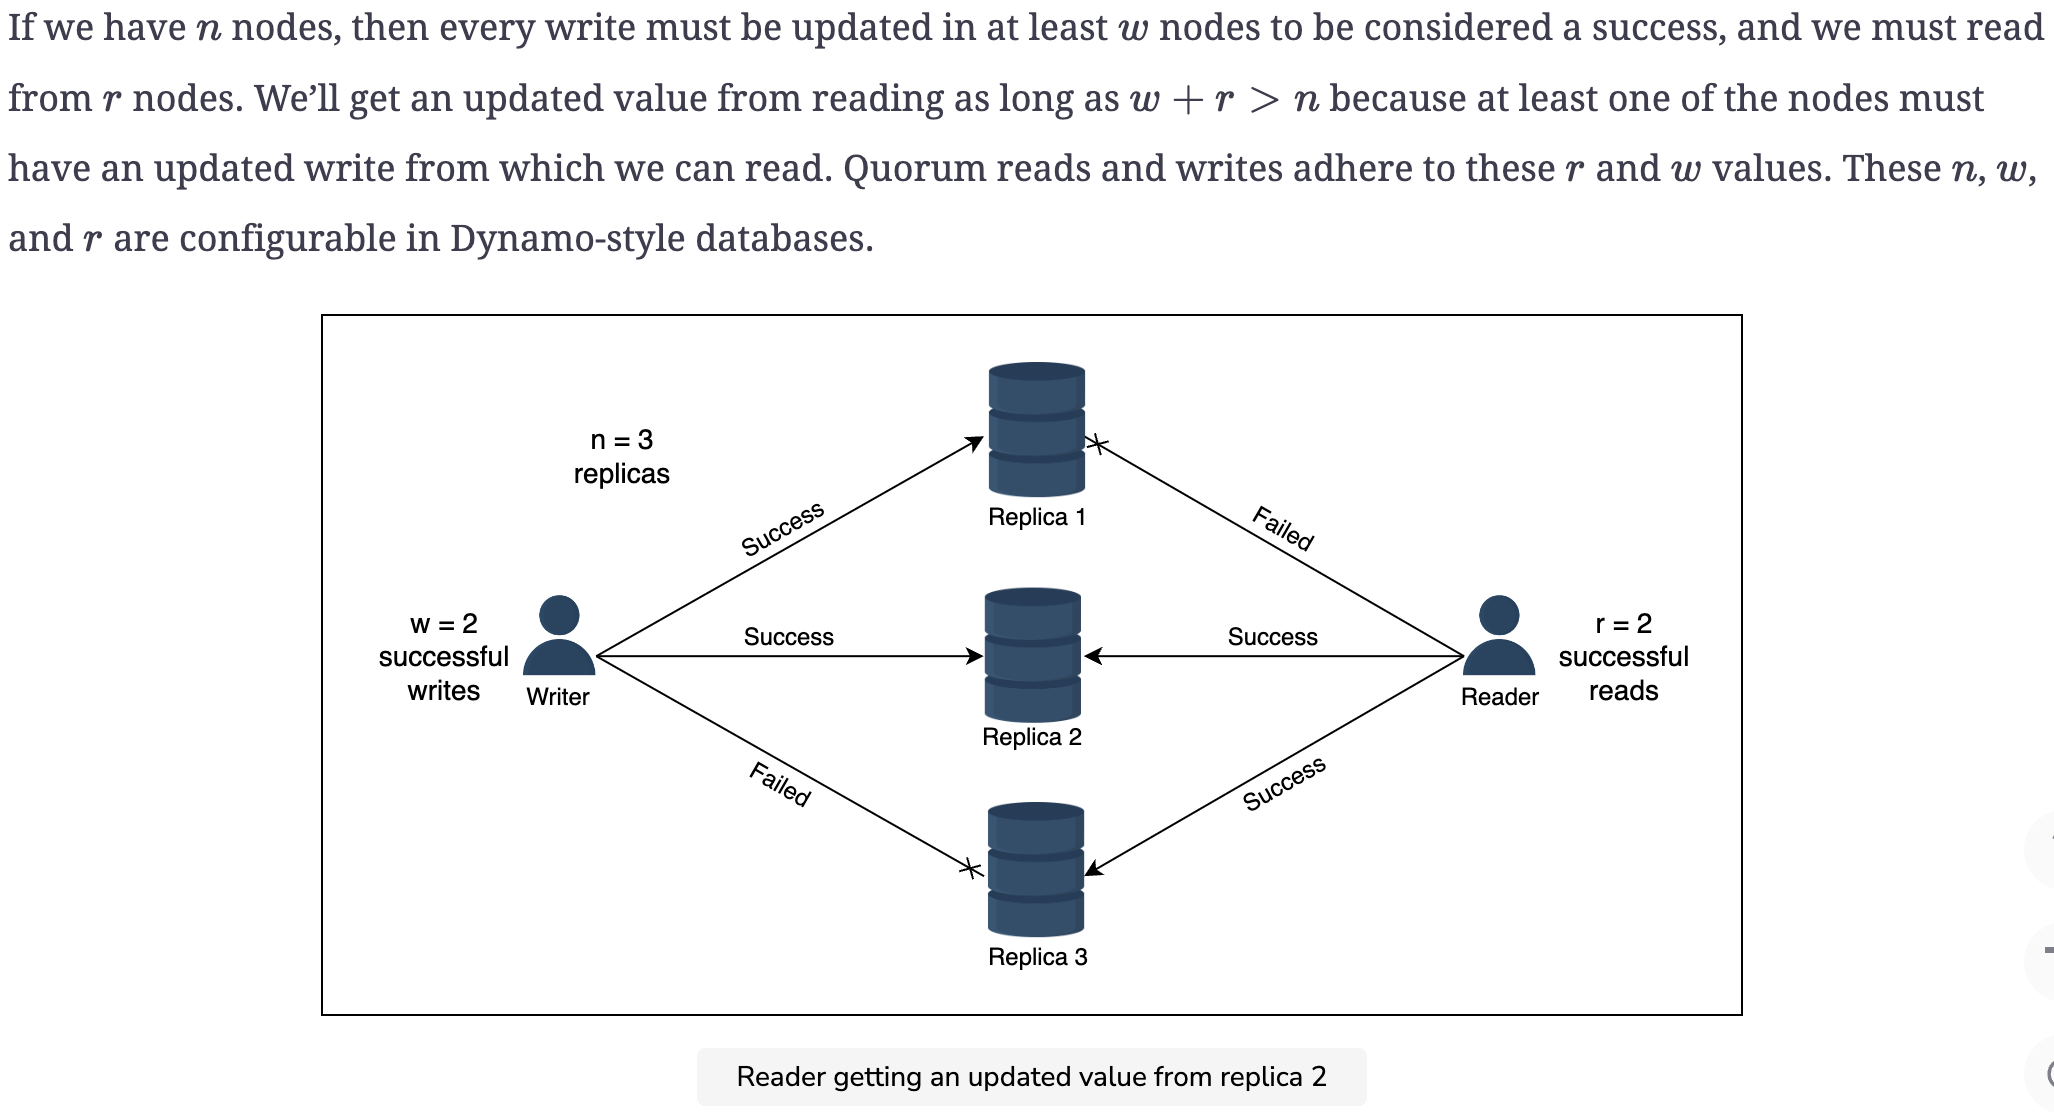 If we have n nodes, then every write must be updated in at least w nodes to be considered a success, and we must read
from r nodes. We’ll get an updated value from reading as long as w + r > n because at least one of the nodes must
have an updated write from which we can read. Quorum reads and writes adhere to these r and w values. These n, w,
and r are configurable in Dynamo-style databases.
n = 3
replicas
Replica 1
Success
Failed
w = 2
successful
writes
Writer
Success
Replica 2
Success
Reader
r = 2
successful
reads
Failed
Success
Replica 3
Reader getting an updated value from replica 2